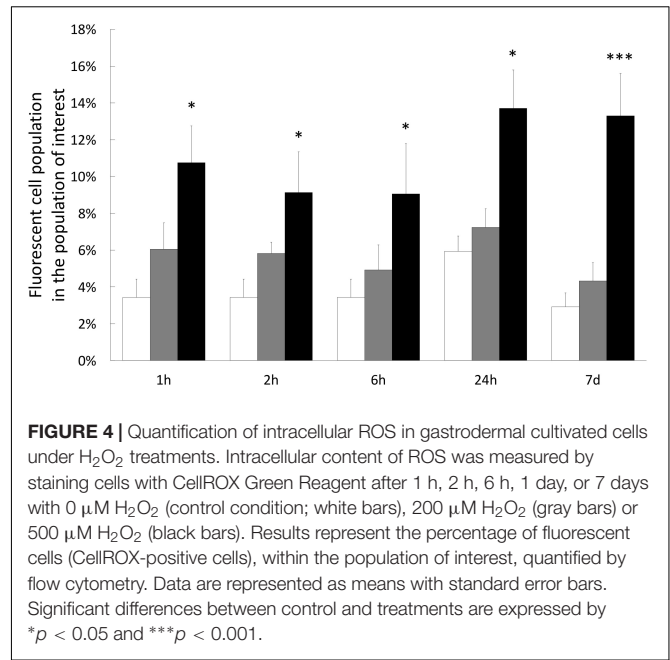 18%
16%
14%
12%
10%
8%
6%
4%
2%
0%
Fluorescent cell population
in the population of interest
*
*
*
*
***
1h
2h
6h
24h
7d
FIGURE 4 | Quantification of intracellular ROS in gastrodermal cultivated cells
under H₂O₂ treatments. Intracellular content of ROS was measured by
staining cells with CellROX Green Reagent after 1 h, 2 h, 6 h, 1 day, or 7 days
with 0 μM H₂O₂ (control condition; white bars), 200 μM H₂O₂ (gray bars) or
500 μM H₂O₂ (black bars). Results represent the percentage of fluorescent
cells (CellROX-positive cells), within the population of interest, quantified by
flow cytometry. Data are represented as means with standard error bars.
Significant differences between control and treatments are expressed by
*p < 0.05 and ***p < 0.001.